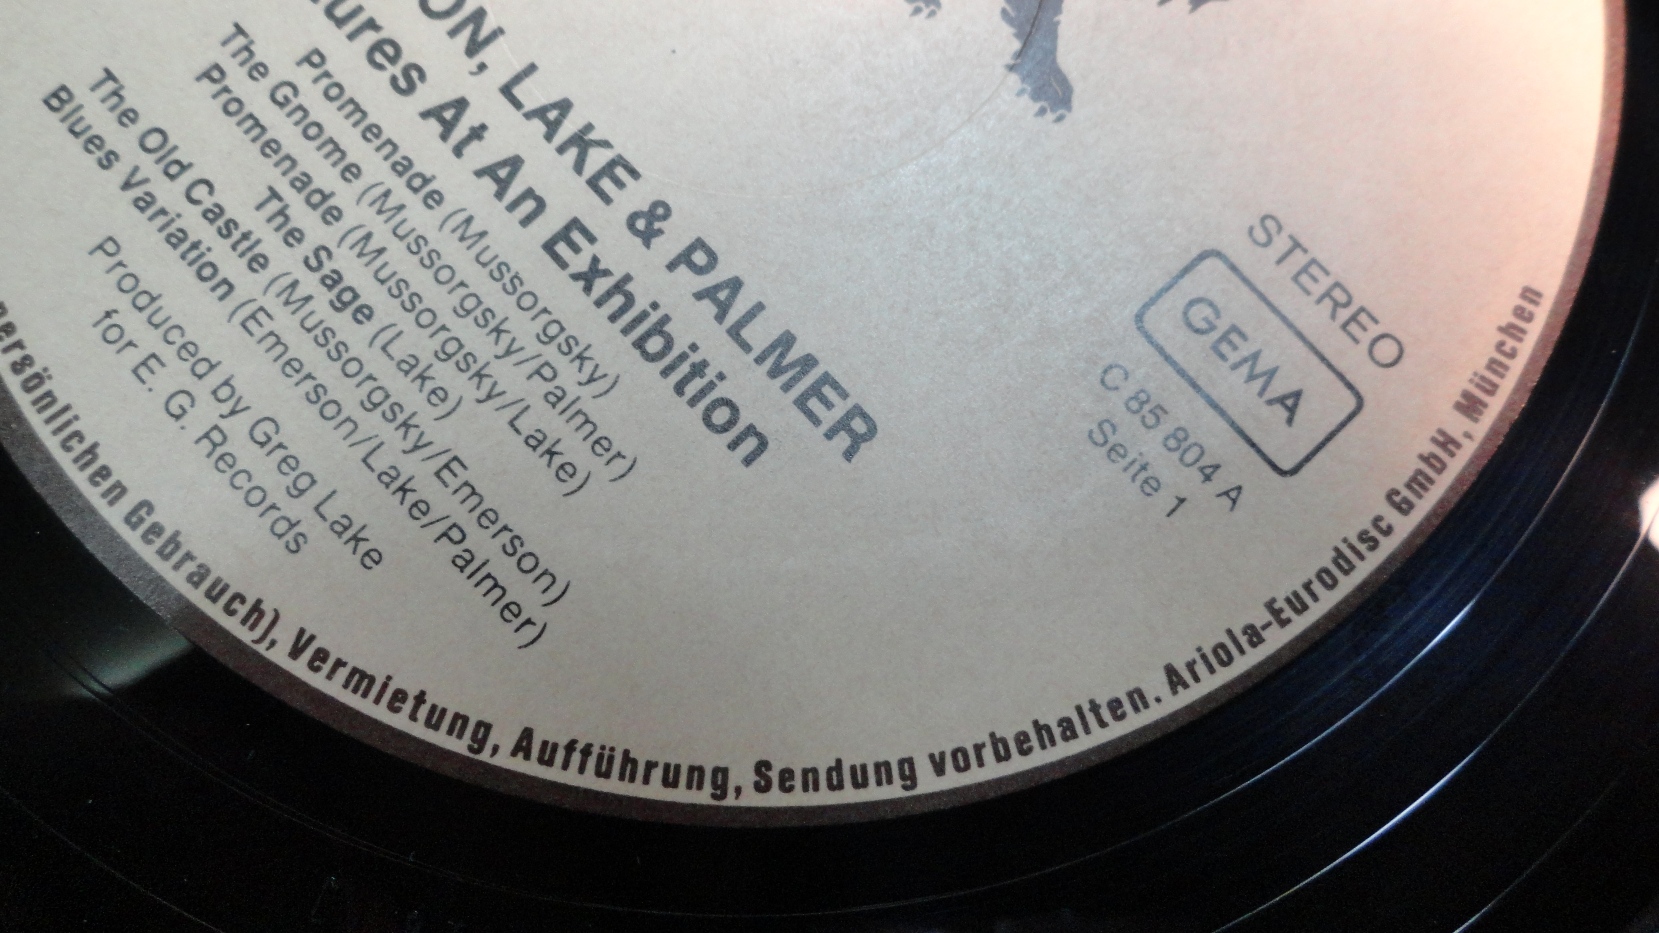 ON, LAKE & PALMER
ures At An Exhibition
Promenade (Mussorgsky)
The Gnome (Mussorgsky/Palmer)
Promenade (Mussorgsky/Lake)
The Sage (Lake)
The Old Castle (Mussorgsky/Emerson)
Blues Variation (Emerson/Lake/Palmer)
Produced by Greg Lake
for E. G. Records
STEREO
GEMA
C 85 804 A
Seite 1
persönlichen Gebrauch), Vermietung, Aufführung, Sendung vorbehalten. Ariola-Eurodisc GmbH, München